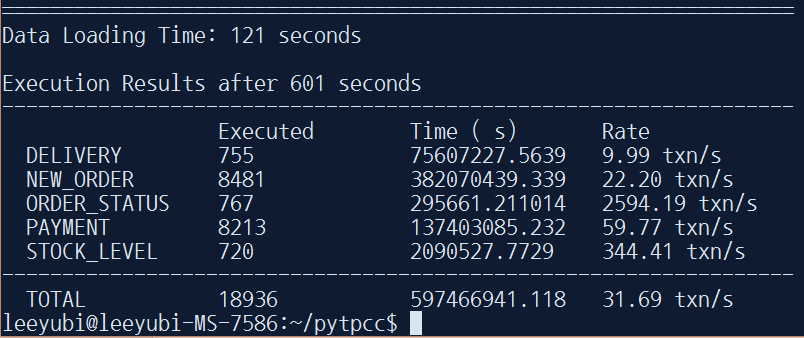 ==================================================================
Data Loading Time: 121 seconds
Execution Results after 601 seconds
------------------------------------------------------------------
Executed Time ( s) Rate
DELIVERY 755 75607227.5639 9.99 txn/s
NEW_ORDER 8481 382070439.339 22.20 txn/s
ORDER_STATUS 767 295661.211014 2594.19 txn/s
PAYMENT 8213 137403085.232 59.77 txn/s
STOCK_LEVEL 720 2090527.7729 344.41 txn/s
------------------------------------------------------------------
TOTAL 18936 597466941.118 31.69 txn/s
leeyubi@leeyubi-MS-7586:~/pytpcc$